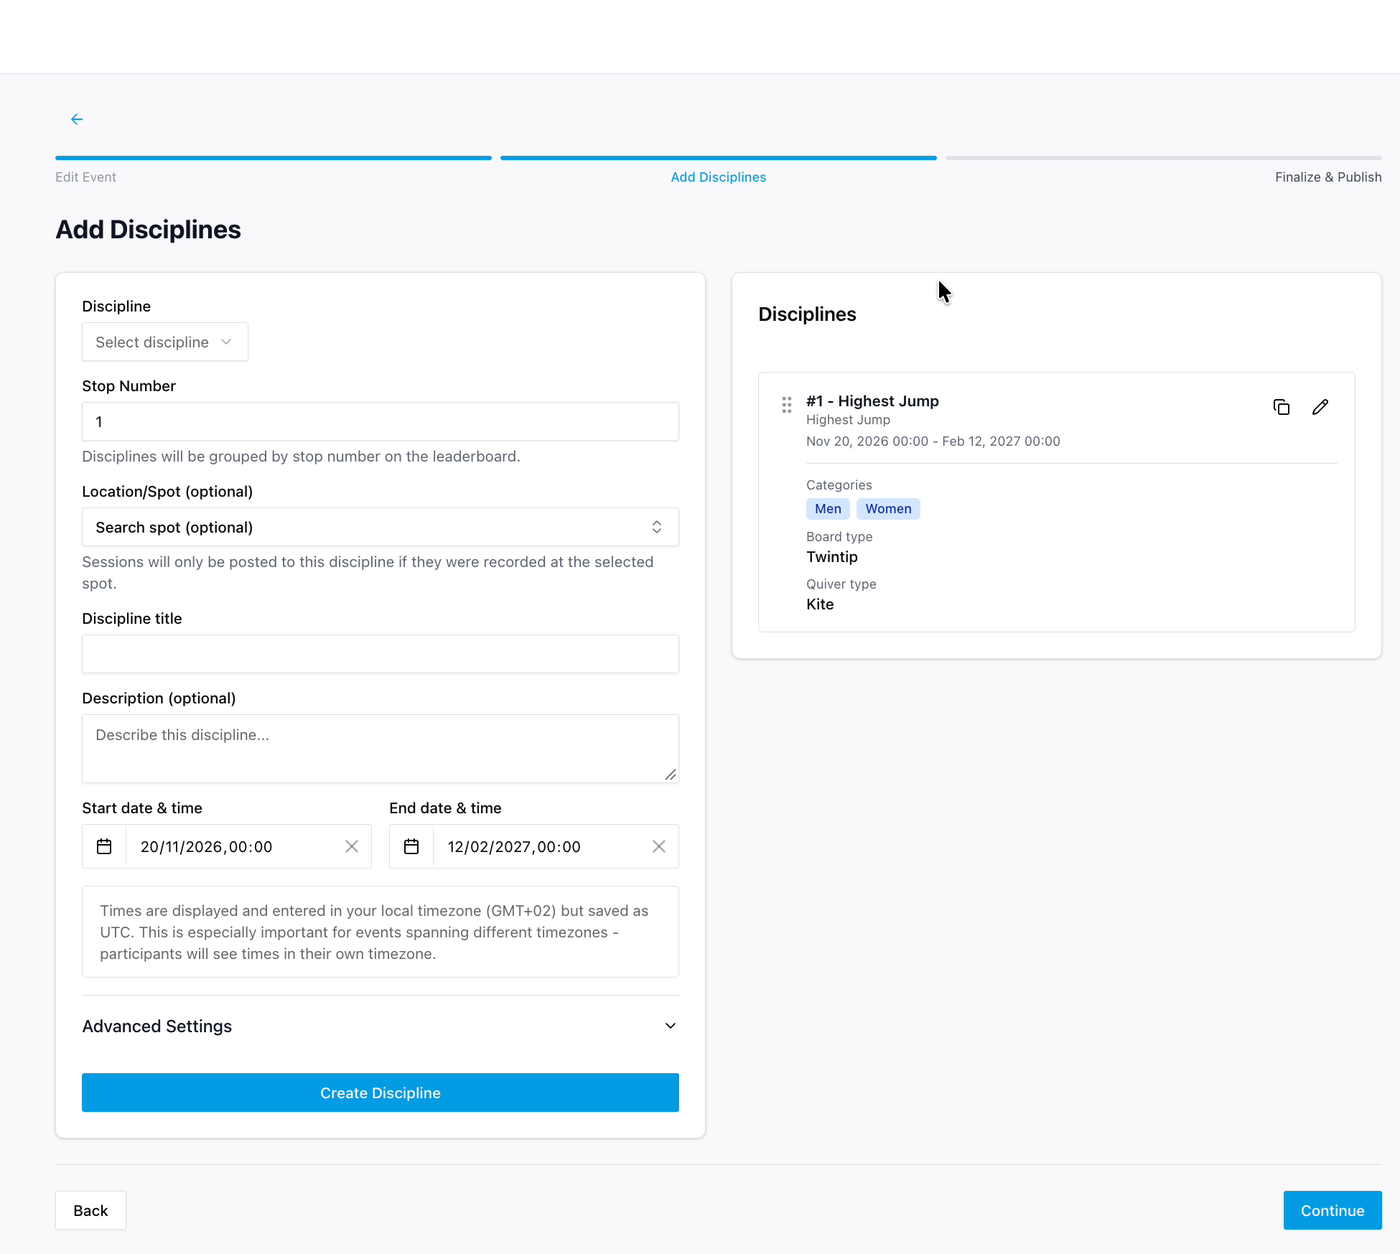 Edit Event
Add Disciplines
Finalize & Publish
Add Disciplines
Discipline
Select discipline
Stop Number
1
Disciplines will be grouped by stop number on the leaderboard.
Location/Spot (optional)
Search spot (optional)
Sessions will only be posted to this discipline if they were recorded at the selected
spot.
Discipline title
Description (optional)
Describe this discipline...
Start date & time
End date & time
20/11/2026,00:00
12/02/2027,00:00
Times are displayed and entered in your local timezone (GMT+02) but saved as
UTC. This is especially important for events spanning different timezones -
participants will see times in their own timezone.
Advanced Settings
Create Discipline
Disciplines
#1 - Highest Jump
Highest Jump
Nov 20, 2026 00:00 - Feb 12, 2027 00:00
Categories
Men Women
Board type
Twintip
Quiver type
Kite
Back
Continue